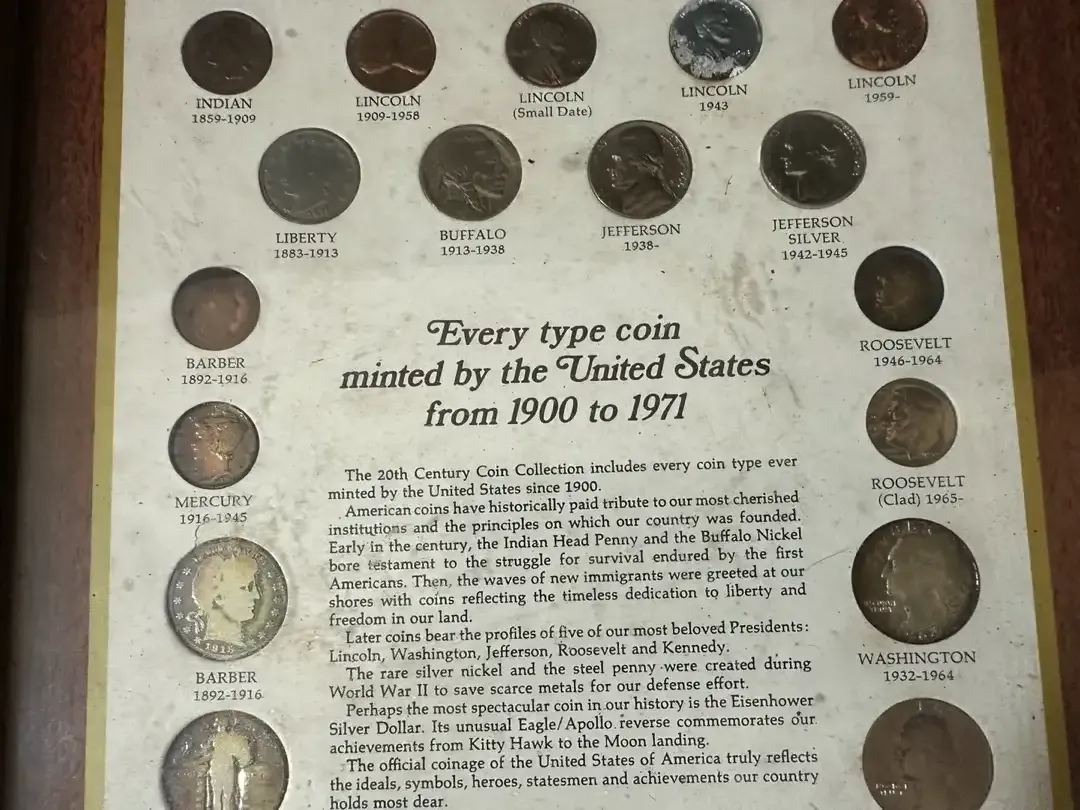 INDIAN
1859-1909
LINCOLN
1909-1958
LINCOLN
(Small Date)
LINCOLN
1943
LINCOLN
1959-
LIBERTY
1883-1913
BUFFALO
1913-1938
JEFFERSON
1938-
JEFFERSON
SILVER
1942-1945
BARBER
1892-1916
ROOSEVELT
1946-1964
Every type coin
minted by the United States
from 1900 to 1971
MERCURY
1916-1945
ROOSEVELT
(Clad) 1965-
The 20th Century Coin Collection includes every coin type ever
minted by the United States since 1900.
American coins have historically paid tribute to our most cherished
institutions and the principles on which our country was founded.
Early in the century, the Indian Head Penny and the Buffalo Nickel
bore testament to the struggle for survival endured by the first
Americans. Then, the waves of new immigrants were greeted at our
shores with coins reflecting the timeless dedication to liberty and
freedom in our land.
Later coins bear the profiles of five of our most beloved Presidents:
Lincoln, Washington, Jefferson, Roosevelt and Kennedy.
The rare silver nickel and the steel penny were created during
World War II to save scarce metals for our defense effort.
Perhaps the most spectacular coin in our history is the Eisenhower
Silver Dollar. Its unusual Eagle/Apollo reverse commemorates our
achievements from Kitty Hawk to the Moon landing.
The official coinage of the United States of America truly reflects
the ideals, symbols, heroes, statesmen and achievements our country
holds most dear.
BARBER
1892-1916
WASHINGTON
1932-1964